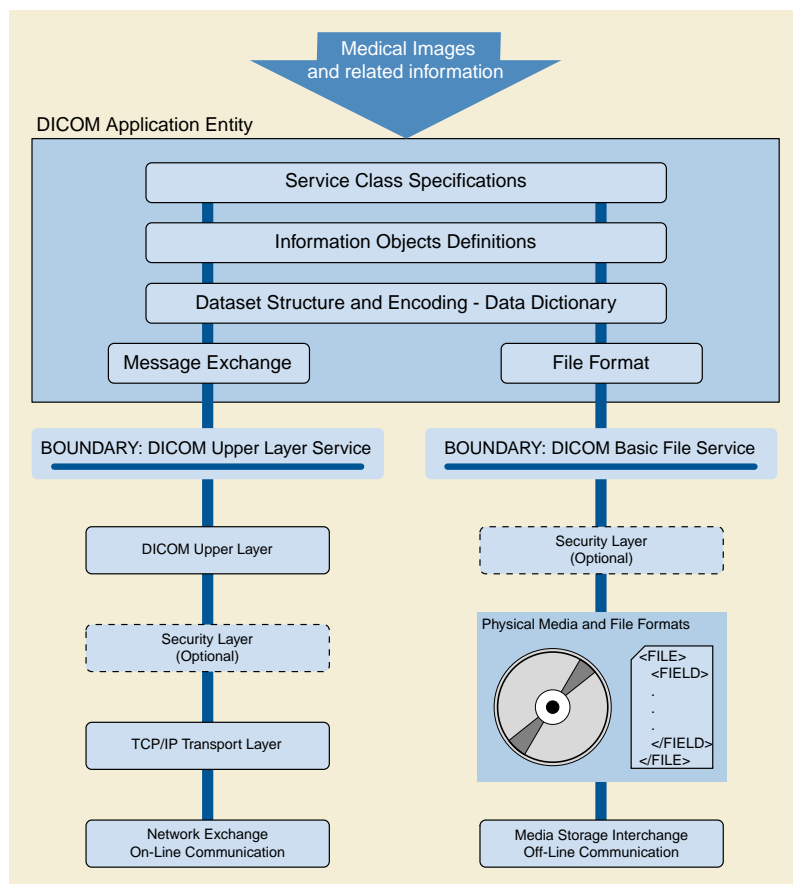 Medical Images
and related information
DICOM Application Entity
Service Class Specifications
Information Objects Definitions
Dataset Structure and Encoding - Data Dictionary
Message Exchange
File Format
BOUNDARY: DICOM Upper Layer Service
BOUNDARY: DICOM Basic File Service
DICOM Upper Layer
Security Layer
(Optional)
TCP/IP Transport Layer
Network Exchange
On-Line Communication
Security Layer
(Optional)
Physical Media and File Formats
<FILE>
<FIELD>
.
.
.
</FIELD>
</FILE>
Media Storage Interchange
Off-Line Communication